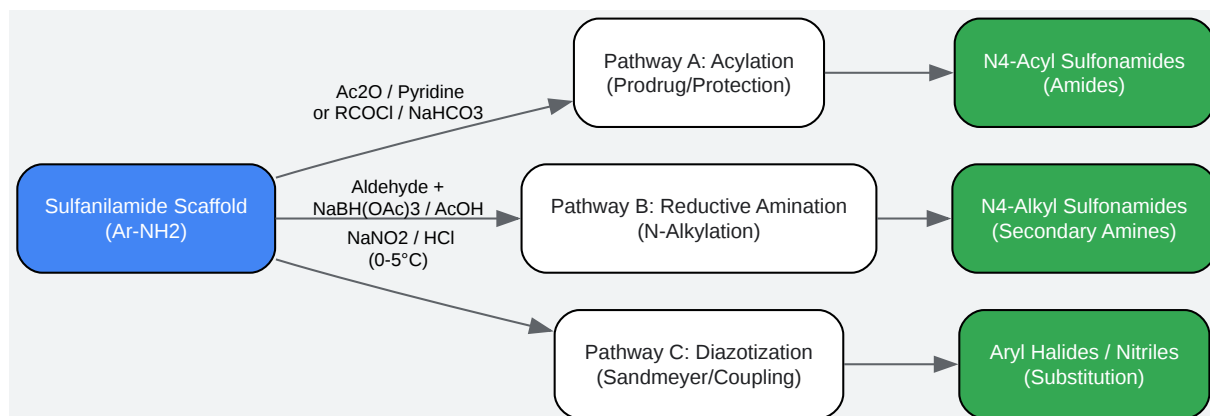 Ac2O / Pyridine
or RCOCl / NaHCO3
Pathway A: Acylation
(Prodrug/Protection)
N4-Acyl Sulfonamides
(Amides)
Sulfanilamide Scaffold
(Ar-NH2)
Aldehyde +
NaBH(OAc)3 / AcOH
Pathway B: Reductive Amination
(N-Alkylation)
N4-Alkyl Sulfonamides
(Secondary Amines)
NaNO2 / HCl
(0-5°C)
Pathway C: Diazotization
(Sandmeyer/Coupling)
Aryl Halides / Nitriles
(Substitution)